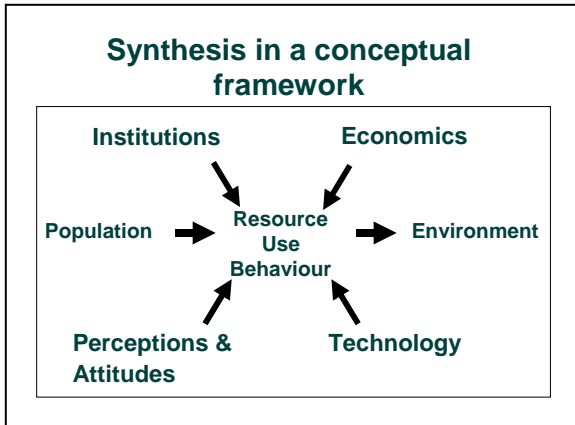 Synthesis in a conceptual
framework
Institutions
Economics
Population
Resource
Use
Behaviour
Environment
Perceptions &
Attitudes
Technology